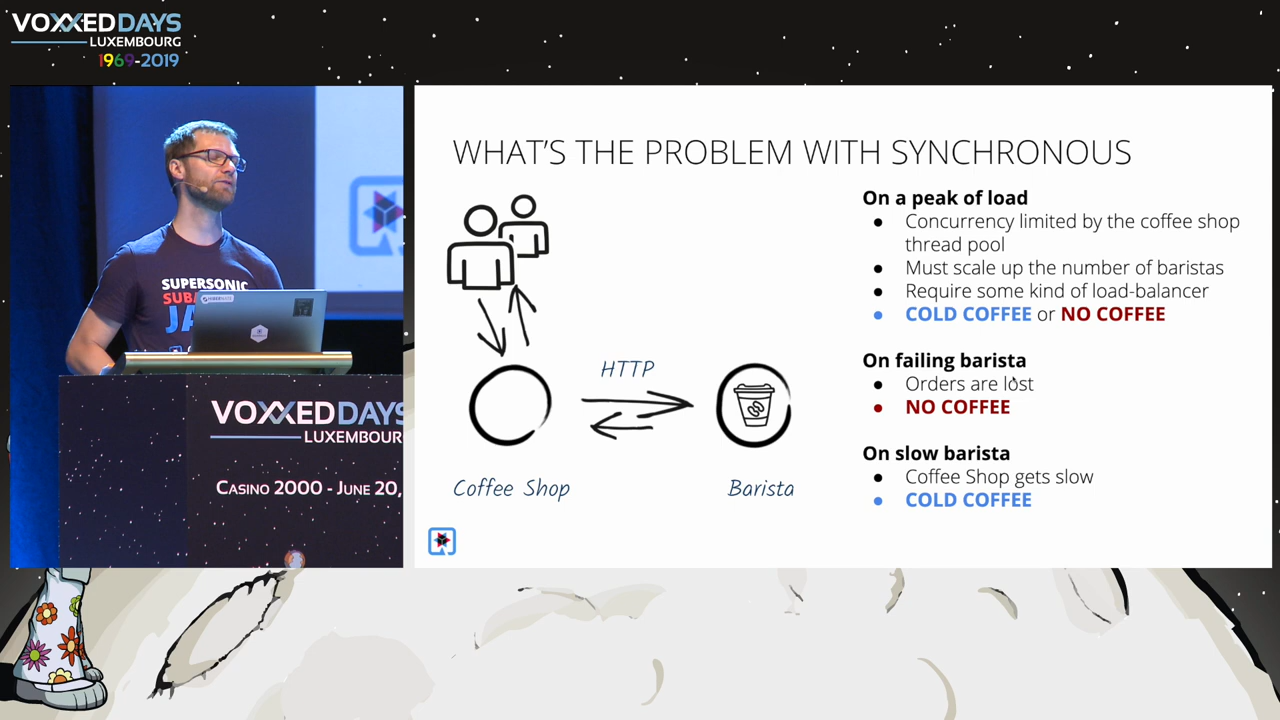 VOXXED DAYS
LUXEMBOURG
1969-2019
SUPERSONIC
HIBERNATE
VOXXED DAYS
LUXEMBOUR
CASINO 2000 - JUNE 20,
WHAT'S THE PROBLEM WITH SYNCHRONOUS
HTTP
Coffee Shop
Barista
On a peak of load
● Concurrency limited by the coffee shop
thread pool
● Must scale up the number of baristas
● Require some kind of load-balancer
● COLD COFFEE or NO COFFEE
On failing barista
● Orders are lost
● NO COFFEE
On slow barista
● Coffee Shop gets slow
● COLD COFFEE